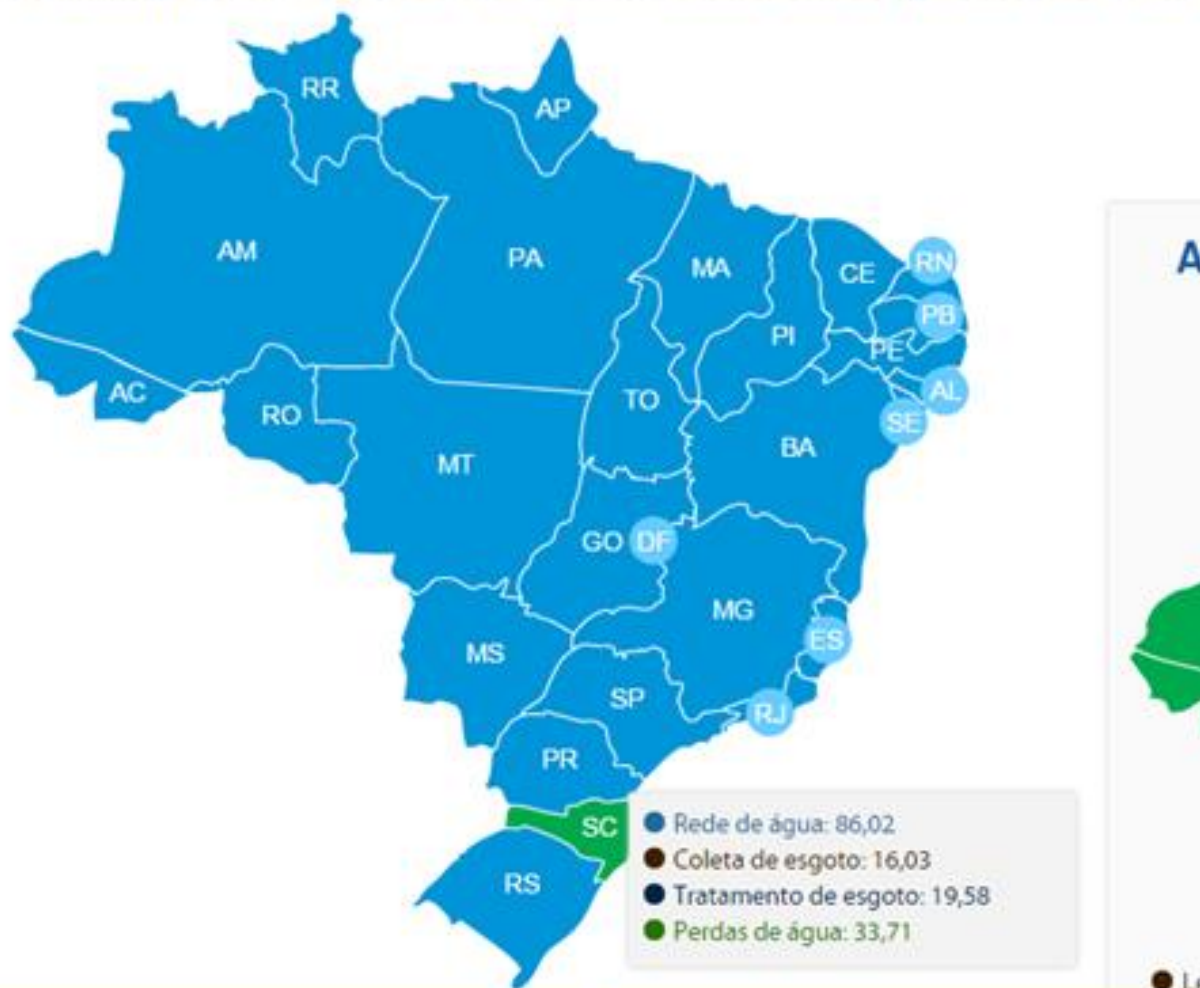 RR
AP
AM
PA
MA
CE
RN
PB
PI
PE
AC
TO
AL
RO
SE
BA
MT
GO
DF
MG
ES
MS
SP
RJ
PR
SC
RS
Rede de água: 86,02
Coleta de esgoto: 16,03
Tratamento de esgoto: 19,58
Perdas de água: 33,71
A